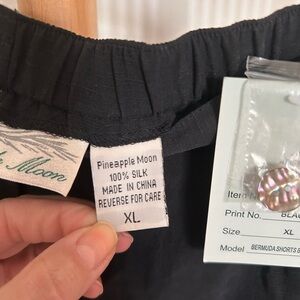 Moon
Pineapple Moon
100% SILK
MADE IN CHINA
REVERSE FOR CARE
XL
Print No.
Size XL
Model BERMUDA SHORTS